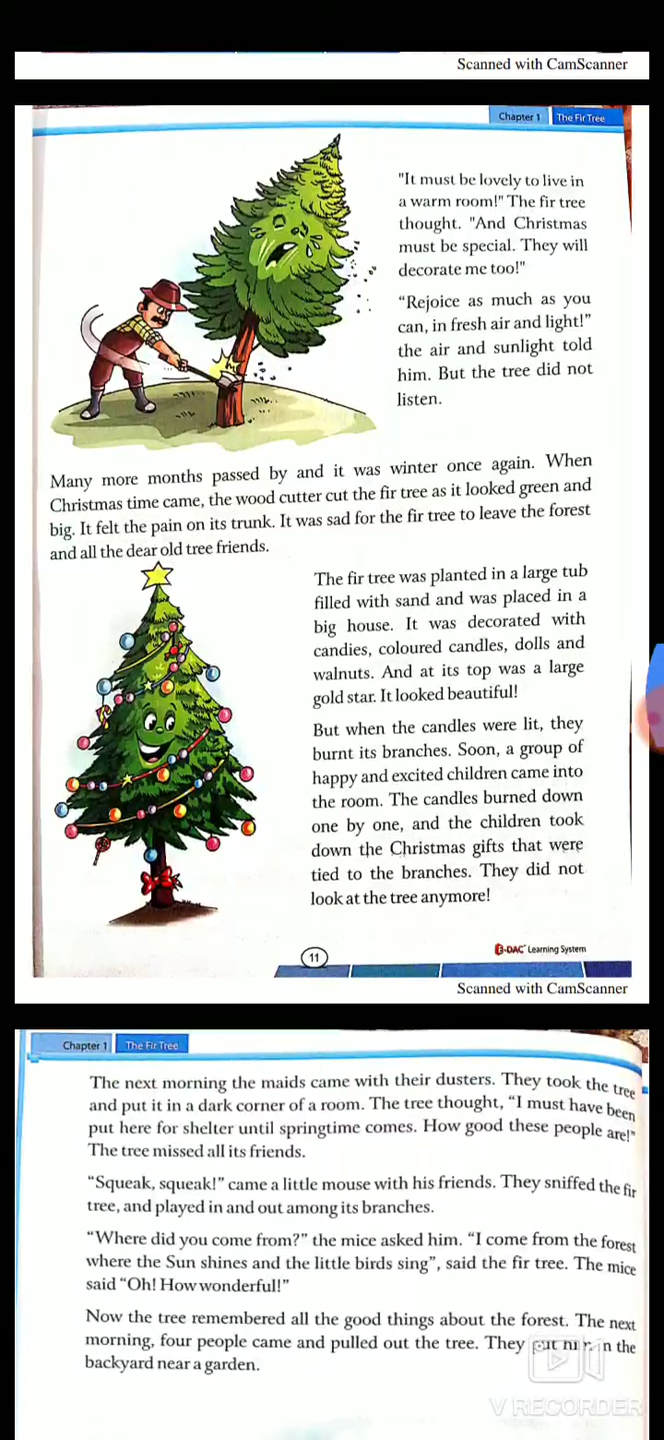 Scanned with CamScanner
Chapter 1 The Fir Tree
"It must be lovely to live in
a warm room!" The fir tree
thought. "And Christmas
must be special. They will
decorate me too!"
“Rejoice as much as you
can, in fresh air and light!”
the air and sunlight told
him. But the tree did not
listen.
Many more months passed by and it was winter once again. When
Christmas time came, the wood cutter cut the fir tree as it looked green and
big. It felt the pain on its trunk. It was sad for the fir tree to leave the forest
and all the dear old tree friends.
The fir tree was planted in a large tub
filled with sand and was placed in a
big house. It was decorated with
candies, coloured candles, dolls and
walnuts. And at its top was a large
gold star. It looked beautiful!
But when the candles were lit, they
burnt its branches. Soon, a group of
happy and excited children came into
the room. The candles burned down
one by one, and the children took
down the Christmas gifts that were
tied to the branches. They did not
look at the tree anymore!
11
E-DAC Learning System
Scanned with CamScanner
Chapter 1 The Fir Tree
The next morning the maids came with their dusters. They took the tree
and put it in a dark corner of a room. The tree thought, “I must have been
put here for shelter until springtime comes. How good these people are!”
The tree missed all its friends.
“Squeak, squeak!” came a little mouse with his friends. They sniffed the fir
tree, and played in and out among its branches.
“Where did you come from?” the mice asked him. “I come from the forest
where the Sun shines and the little birds sing”, said the fir tree. The mice
said “Oh! How wonderful!”
Now the tree remembered all the good things about the forest. The next
morning, four people came and pulled out the tree. They put in the
backyard near a garden.
V RECORDER